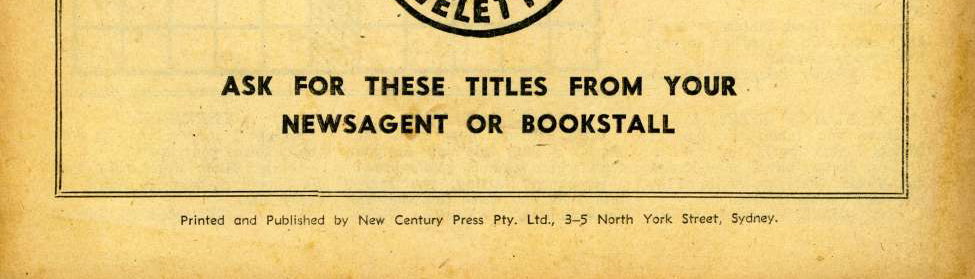 ASK FOR THESE TITLES FROM YOUR
NEWSAGENT OR BOOKSTALL
Printed and Published by New Century Press Pty. Ltd., 3–5 North York Street, Sydney.